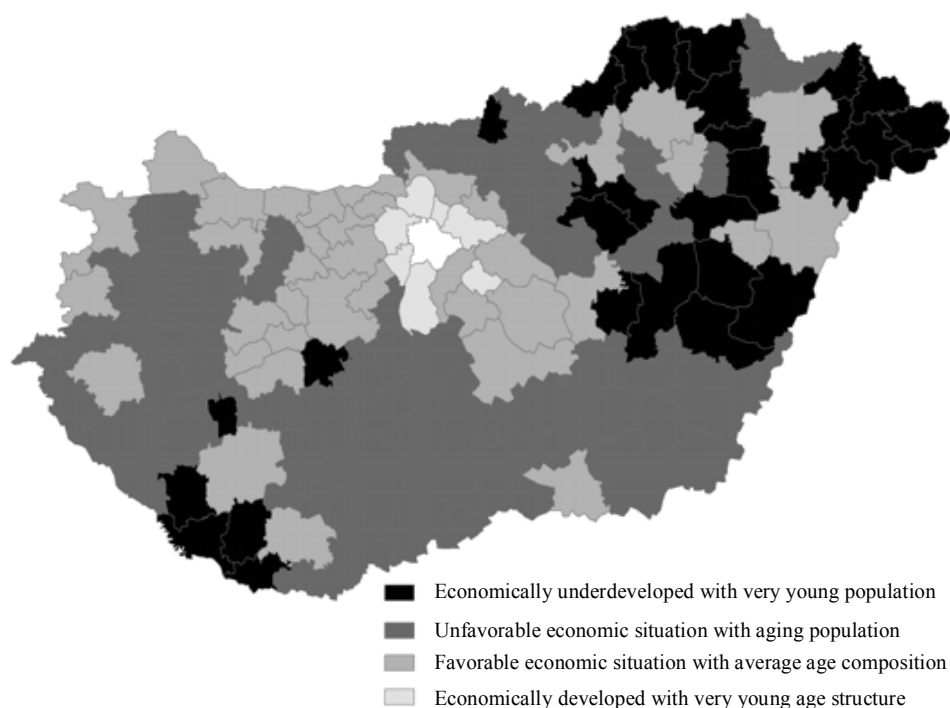 Economically underdeveloped with very young population
Unfavorable economic situation with aging population
Favorable economic situation with average age composition
Economically developed with very young age structure